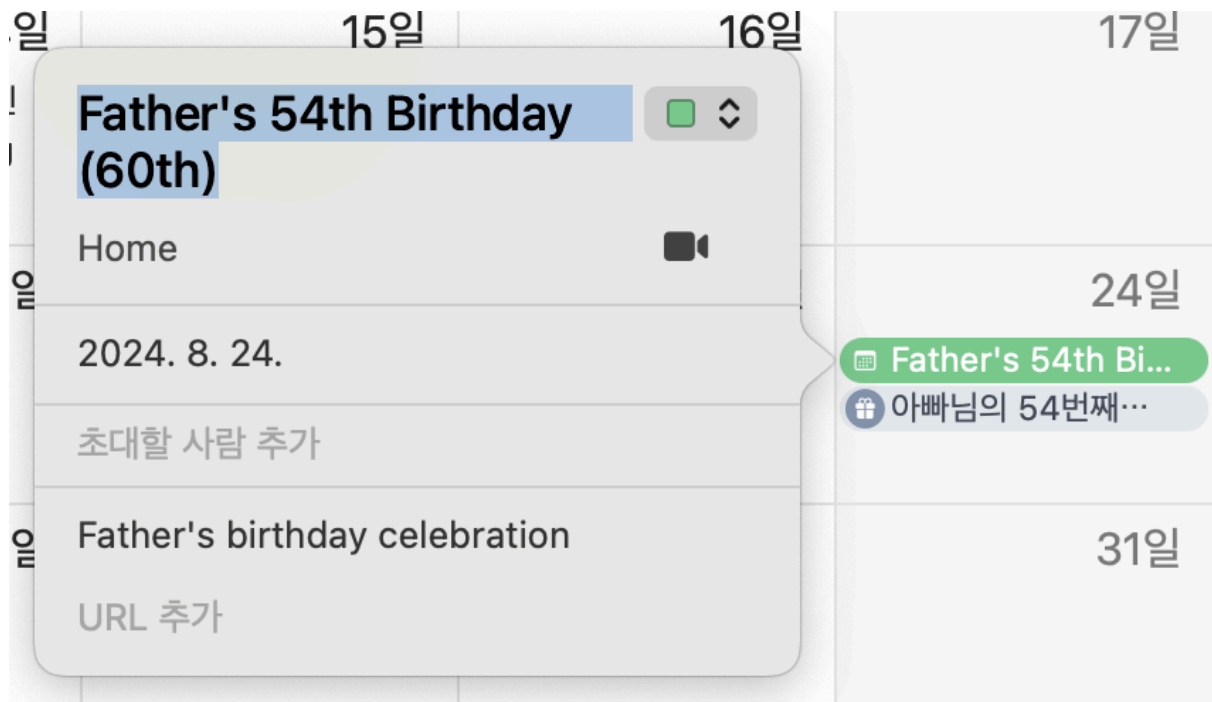 일
15일
16일
17일
Father's 54th Birthday
(60th)
Home
2024. 8. 24.
초대할 사람 추가
Father's birthday celebration
URL 추가
24일
Father's 54th Bi...
아빠님의 54번째…
31일